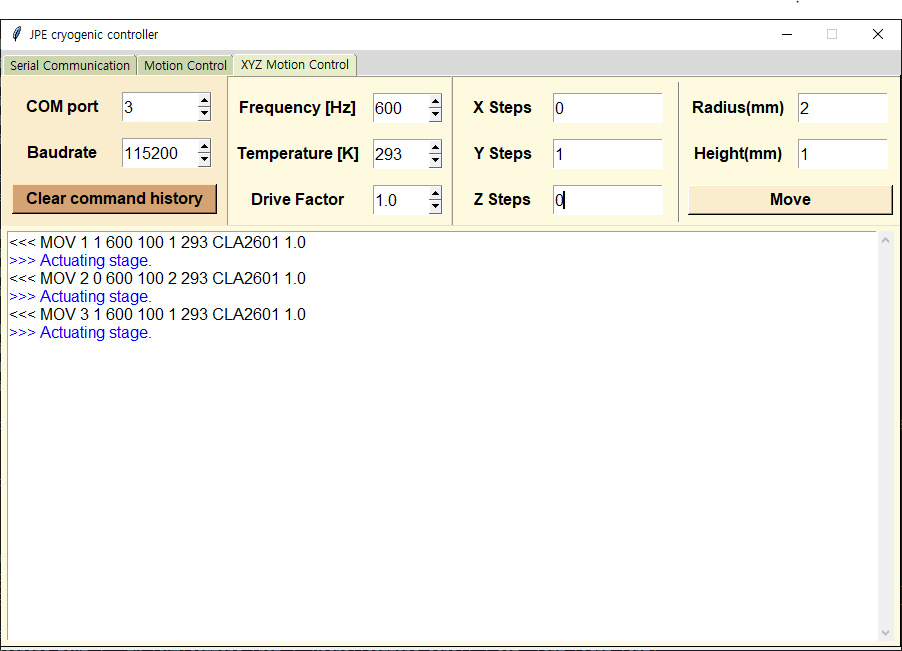 JPE cryogenic controller
Serial Communication Motion Control XYZ Motion Control
COM port 3 Frequency [Hz] 600 X Steps 0 Radius(mm) 2
Baudrate 115200 Temperature [K] 293 Y Steps 1 Height(mm) 1
Clear command history Drive Factor 1.0 Z Steps 0 Move
<<< MOV 1 1 600 100 1 293 CLA2601 1.0
>>> Actuating stage.
<<< MOV 2 0 600 100 2 293 CLA2601 1.0
>>> Actuating stage.
<<< MOV 3 1 600 100 1 293 CLA2601 1.0
>>> Actuating stage.